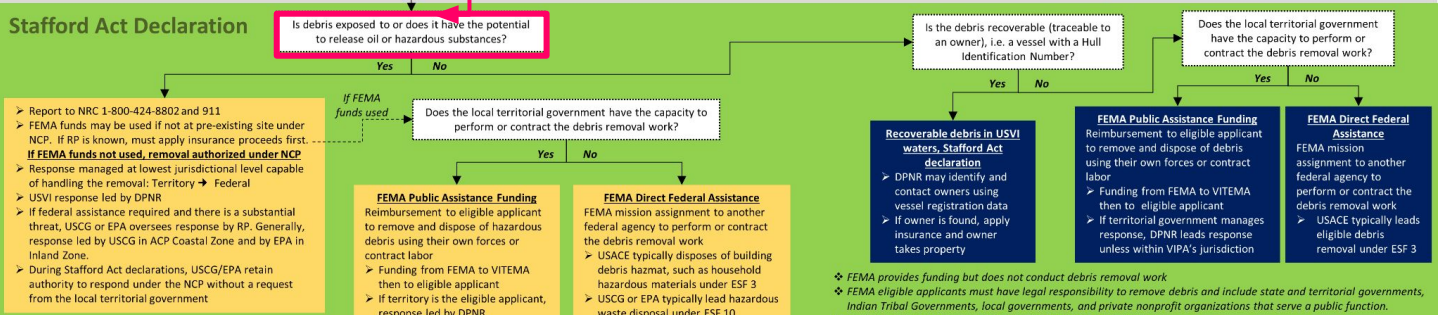 Stafford Act Declaration
Is debris exposed to or does it have the potential
to release oil or hazardous substances?
Yes No
➢ Report to NRC 1-800-424-8802 and 911
➢ FEMA funds may be used if not at pre-existing site under
NCP. If RP is known, must apply insurance proceeds first.
If FEMA funds not used, removal authorized under NCP
➢ Response managed at lowest jurisdictional level capable
of handling the removal: Territory → Federal
➢ USVI response led by DPNR
➢ If federal assistance required and there is a substantial
threat, USCG or EPA oversees response by RP. Generally,
response led by USCG in ACP Coastal Zone and by EPA in
Inland Zone.
➢ During Stafford Act declarations, USCG/EPA retain
authority to respond under the NCP without a request
from the local territorial government
If FEMA
funds used
Does the local territorial government have the capacity to
perform or contract the debris removal work?
Yes No
FEMA Public Assistance Funding
Reimbursement to eligible applicant
to remove and dispose of hazardous
debris using their own forces or
contract labor
➢ Funding from FEMA to VITEMA
then to eligible applicant
➢ If territory is the eligible applicant,
response led by DPNR
FEMA Direct Federal Assistance
FEMA mission assignment to another
federal agency to perform or contract
the debris removal work
➢ USACE typically disposes of building
debris hazmat, such as household
hazardous materials under ESF 3
➢ USCG or EPA typically lead hazardous
waste disposal under ESF 10
Is the debris recoverable (traceable to
an owner), i.e. a vessel with a Hull
Identification Number?
Yes No
Recoverable debris in USVI
waters, Stafford Act
declaration
➢ DPNR may identify and
contact owners using
vessel registration data
➢ If owner is found, apply
insurance and owner
takes property
Does the local territorial government
have the capacity to perform or
contract the debris removal work?
Yes No
FEMA Public Assistance Funding
Reimbursement to eligible applicant
to remove and dispose of debris
using their own forces or contract
labor
➢ Funding from FEMA to VITEMA
then to eligible applicant
➢ If territorial government manages
response, DPNR leads response
unless within VIPA's jurisdiction
FEMA Direct Federal
Assistance
FEMA mission
assignment to another
federal agency to
perform or contract the
debris removal work
➢ USACE typically leads
eligible debris
removal under ESF 3
❖ FEMA provides funding but does not conduct debris removal work
❖ FEMA eligible applicants must have legal responsibility to remove debris and include state and territorial governments,
Indian Tribal Governments, local governments, and private nonprofit organizations that serve a public function.